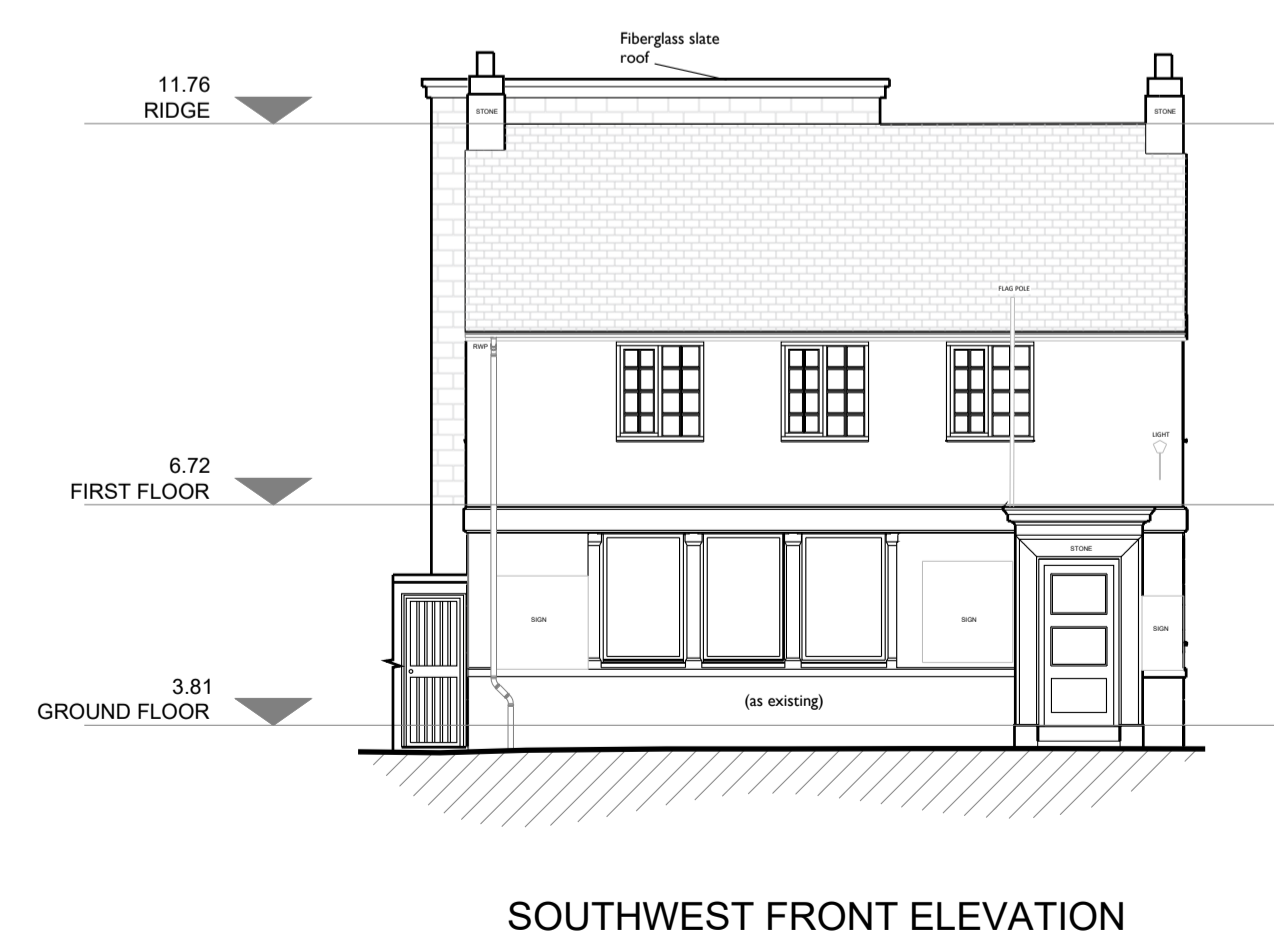 Fiberglass slate
roof
11.76
RIDGE
STONE
STONE
FLAG POLE
RWP
LIGHT
6.72
FIRST FLOOR
STONE
SIGN
SIGN
SIGN
3.81
GROUND FLOOR
(as existing)
SOUTHWEST FRONT ELEVATION